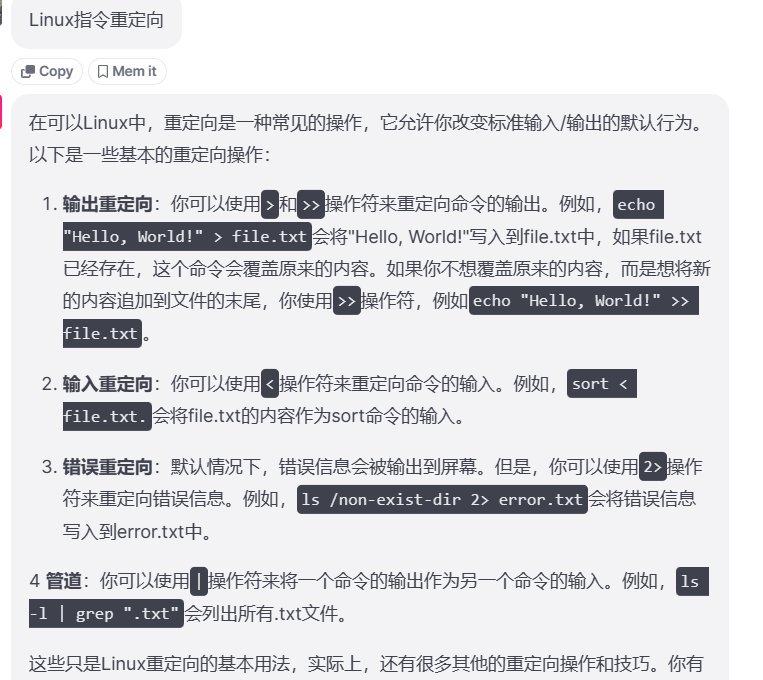 Linux指令重定向
Copy Mem it
在可以Linux中，重定向是一种常见的操作，它允许你改变标准输入/输出的默认行为。
以下是一些基本的重定向操作：
1. 输出重定向：你可以使用>和>>操作符来重定向命令的输出。例如，echo
"Hello, World!" > file.txt会将"Hello, World!"写入到file.txt中，如果file.txt
已经存在，这个命令会覆盖原来的内容。如果你不想覆盖原来的内容，而是想将新
的内容追加到文件的末尾，你使用>>操作符，例如echo "Hello, World!" >>
file.txt。
2. 输入重定向：你可以使用<操作符来重定向命令的输入。例如，sort <
file.txt.会将file.txt的内容作为sort命令的输入。
3. 错误重定向：默认情况下，错误信息会被输出到屏幕。但是，你可以使用2>操作
符来重定向错误信息。例如，ls /non-exist-dir 2> error.txt会将错误信息
写入到error.txt中。
4 管道：你可以使用|操作符来将一个命令的输出作为另一个命令的输入。例如，ls
-l | grep ".txt"会列出所有.txt文件。
这些只是Linux重定向的基本用法，实际上，还有很多其他的重定向操作和技巧。你有